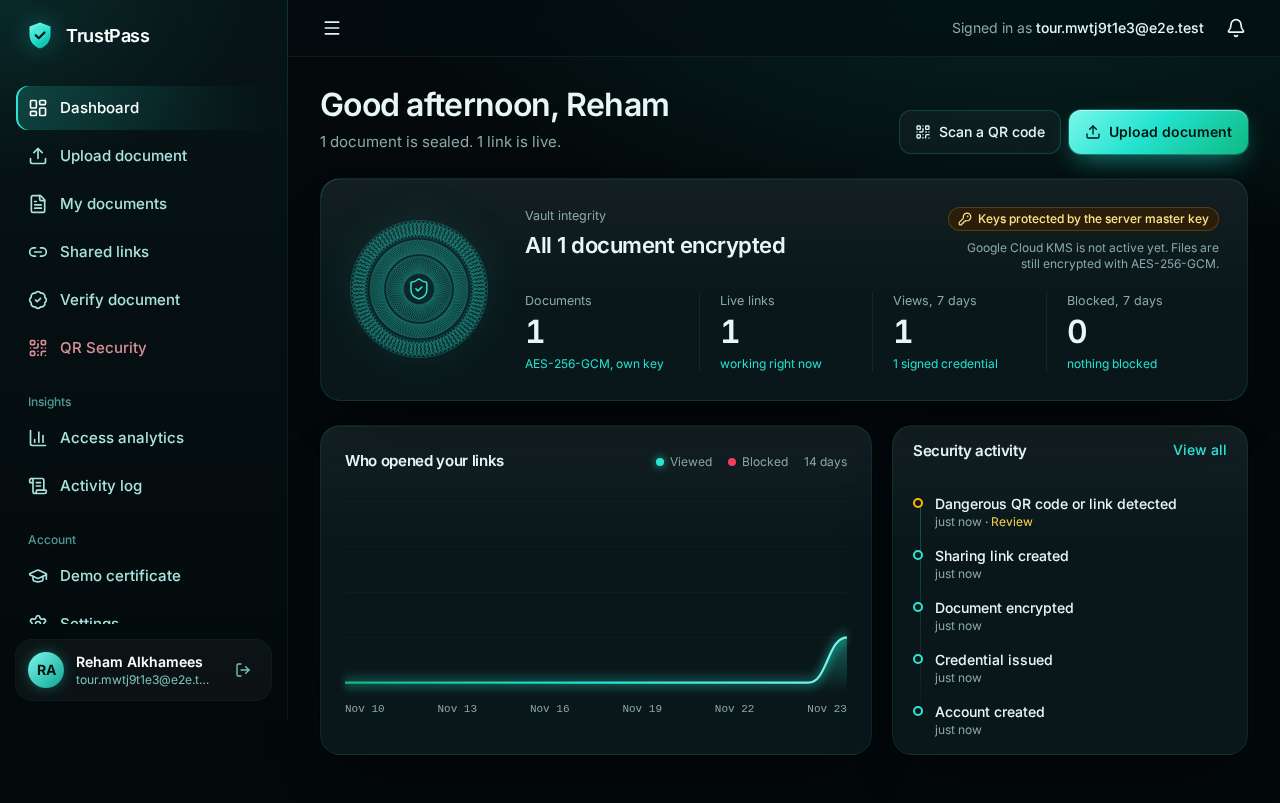 TrustPass
Dashboard
Upload document
My documents
Shared links
Verify document
QR Security
Insights
Access analytics
Activity log
Account
Demo certificate
Settings
RA
Reham Alkhamees
tour.mwtj9t1e3@e2e.t...
Signed in as tour.mwtj9t1e3@e2e.test
Good afternoon, Reham
1 document is sealed. 1 link is live.
Scan a QR code
Upload document
Vault integrity
All 1 document encrypted
Keys protected by the server master key
Google Cloud KMS is not active yet. Files are
still encrypted with AES-256-GCM.
Documents
1
AES-256-GCM, own key
Live links
1
working right now
Views, 7 days
1
1 signed credential
Blocked, 7 days
0
nothing blocked
Who opened your links
Viewed
Blocked
14 days
Nov 10
Nov 13
Nov 16
Nov 19
Nov 22
Nov 23
Security activity
View all
Dangerous QR code or link detected
just now · Review
Sharing link created
just now
Document encrypted
just now
Credential issued
just now
Account created
just now